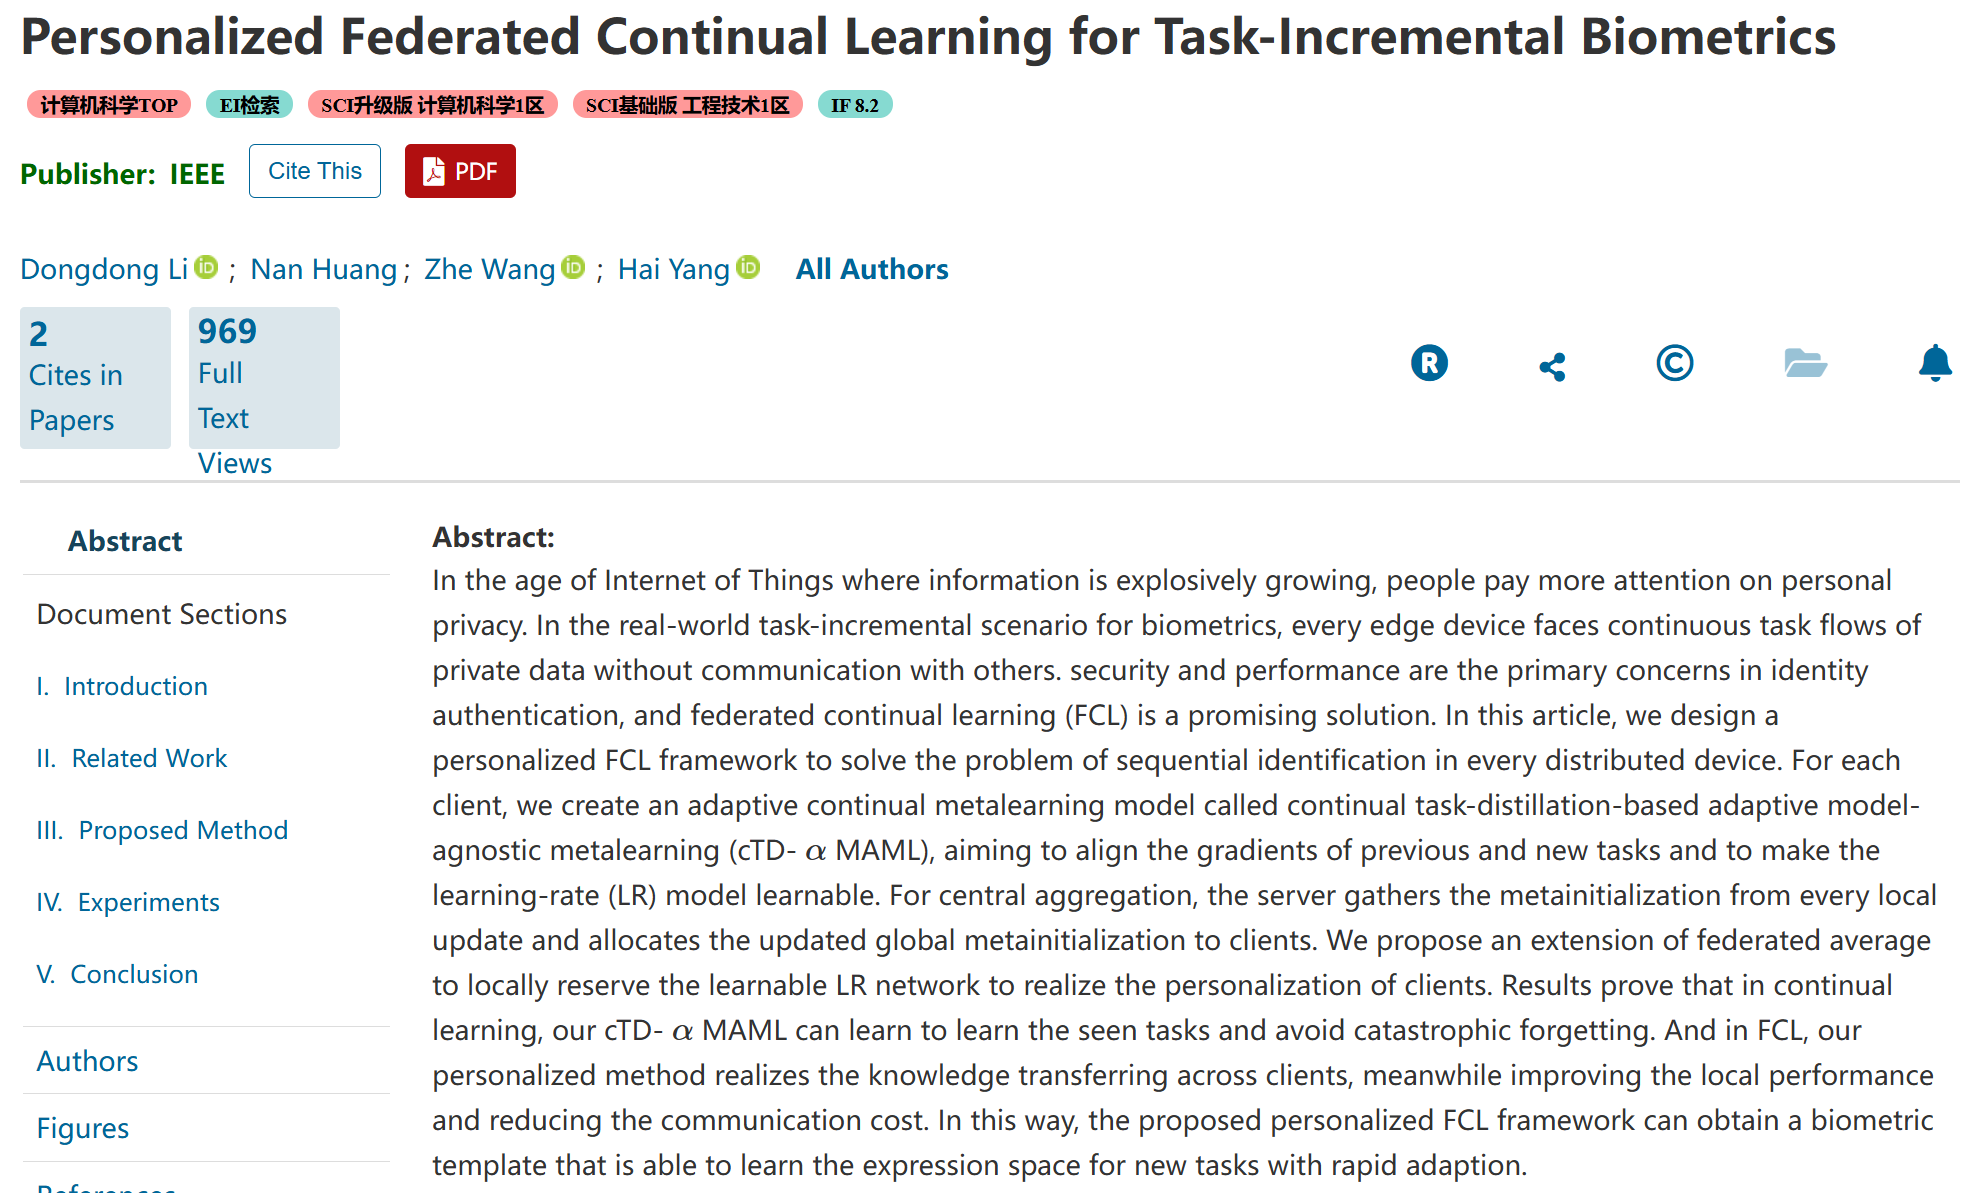 Personalized Federated Continual Learning for Task-Incremental Biometrics
计算机科学TOP EI检索 SCI升级版 计算机科学1区 SCI基础版 工程技术1区 IF 8.2
Publisher: IEEE Cite This PDF
Dongdong Li iD ; Nan Huang ; Zhe Wang iD ; Hai Yang iD All Authors
2
Cites in
Papers
969
Full
Text
Views
R
©
Abstract
Document Sections
I. Introduction
II. Related Work
III. Proposed Method
IV. Experiments
V. Conclusion
Authors
Figures
References
Abstract:
In the age of Internet of Things where information is explosively growing, people pay more attention on personal
privacy. In the real-world task-incremental scenario for biometrics, every edge device faces continuous task flows of
private data without communication with others. security and performance are the primary concerns in identity
authentication, and federated continual learning (FCL) is a promising solution. In this article, we design a
personalized FCL framework to solve the problem of sequential identification in every distributed device. For each
client, we create an adaptive continual metalearning model called continual task-distillation-based adaptive model-
agnostic metalearning (cTD- α MAML), aiming to align the gradients of previous and new tasks and to make the
learning-rate (LR) model learnable. For central aggregation, the server gathers the metainitialization from every local
update and allocates the updated global metainitialization to clients. We propose an extension of federated average
to locally reserve the learnable LR network to realize the personalization of clients. Results prove that in continual
learning, our cTD- α MAML can learn to learn the seen tasks and avoid catastrophic forgetting. And in FCL, our
personalized method realizes the knowledge transferring across clients, meanwhile improving the local performance
and reducing the communication cost. In this way, the proposed personalized FCL framework can obtain a biometric
template that is able to learn the expression space for new tasks with rapid adaption.